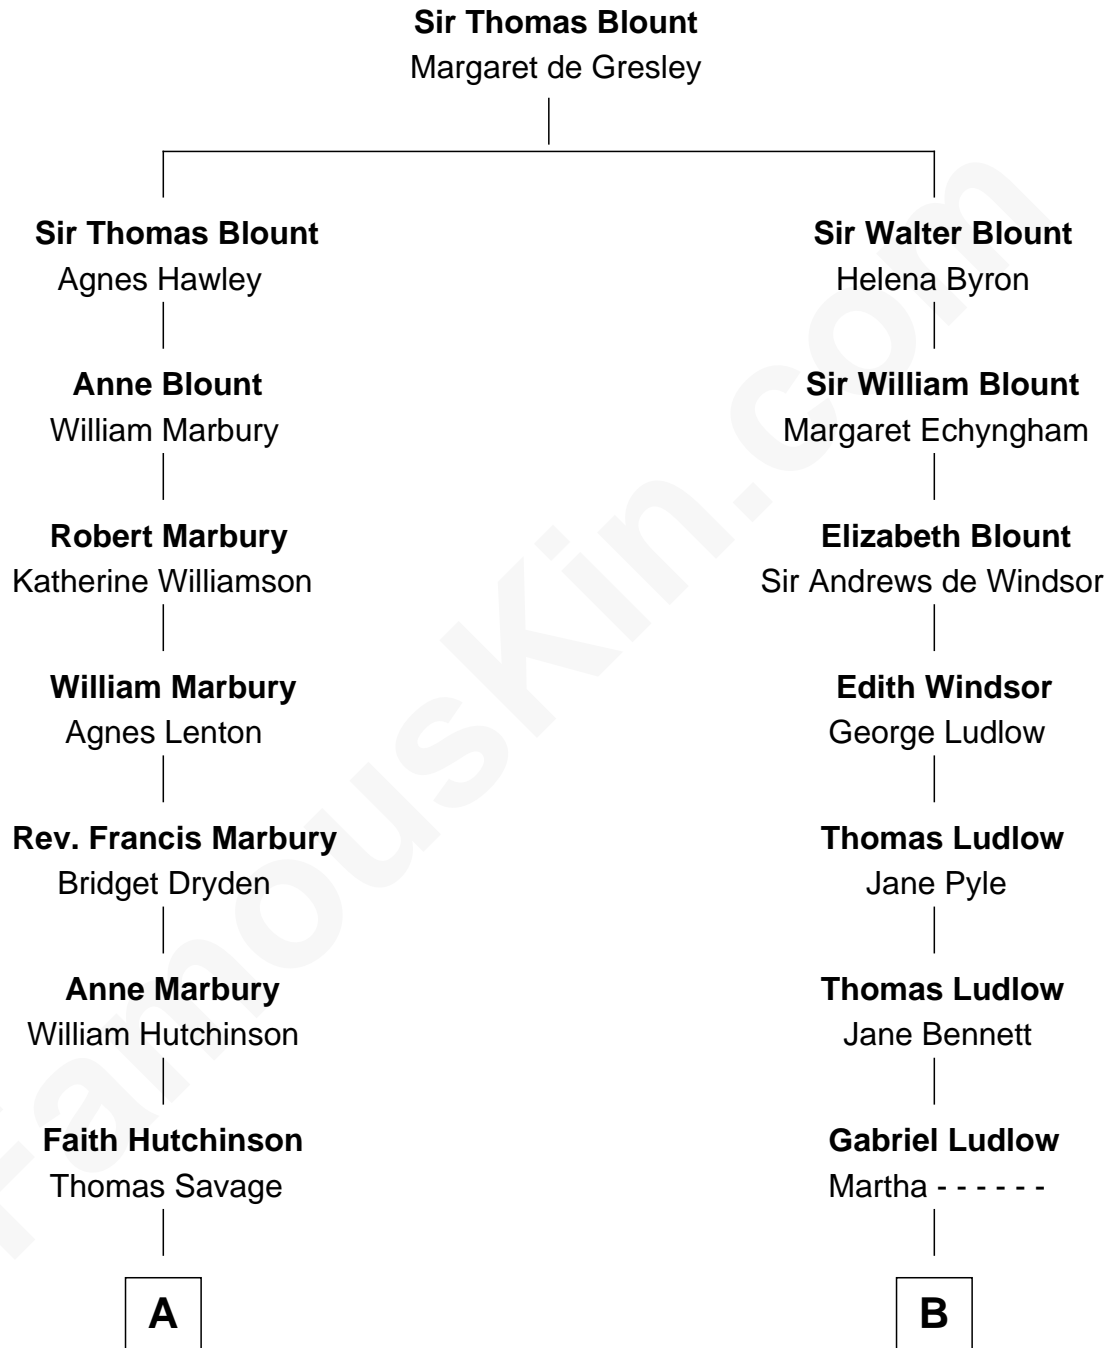 Sir Thomas Blount
Margaret de Gresley
Sir Thomas Blount
Agnes Hawley
Anne Blount
William Marbury
Robert Marbury
Katherine Williamson
William Marbury
Agnes Lenton
Rev. Francis Marbury
Bridget Dryden
Anne Marbury
William Hutchinson
Faith Hutchinson
Thomas Savage
A
Sir Walter Blount
Helena Byron
Sir William Blount
Margaret Echyngham
Elizabeth Blount
Sir Andrews de Windsor
Edith Windsor
George Ludlow
Thomas Ludlow
Jane Pyle
Thomas Ludlow
Jane Bennett
Gabriel Ludlow
Martha - - - - - -
B
FamousKin.com